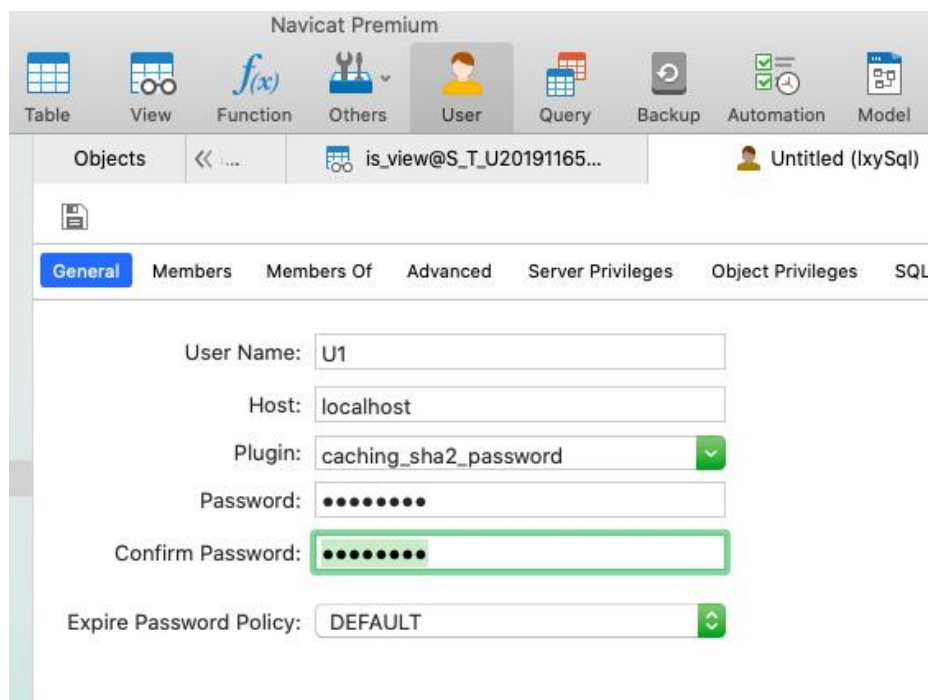 Navicat Premium
Table View Function Others User Query Backup Automation Model
Objects « ... is_view@S_T_U20191165... Untitled (lxySql)
General Members Members Of Advanced Server Privileges Object Privileges SQL
User Name: U1
Host: localhost
Plugin: caching_sha2_password
Password: ●●●●●●●●
Confirm Password: ●●●●●●●●
Expire Password Policy: DEFAULT